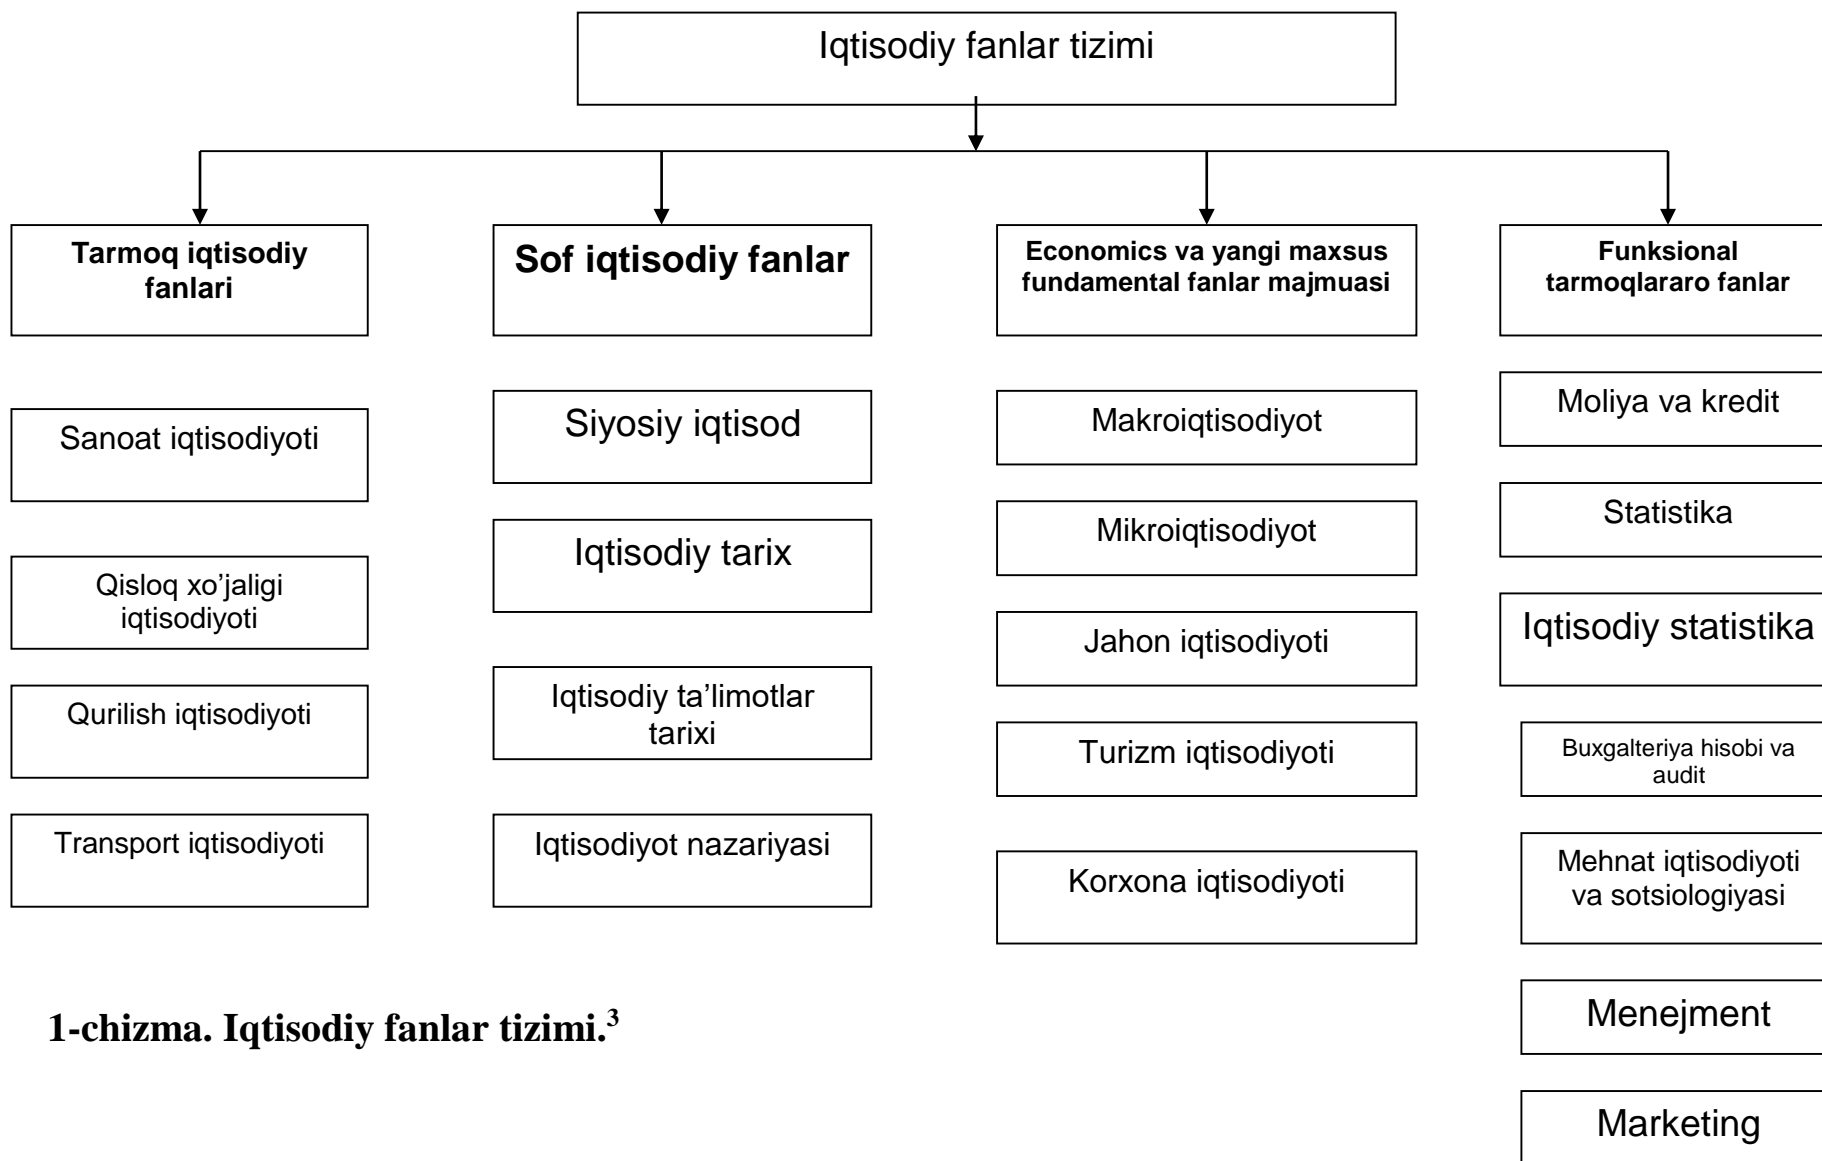 Iqtisodiy fanlar tizimi
Tarmoq iqtisodiy
fanlari
Sanoat iqtisodiyoti
Qisloq xo’jaligi
iqtisodiyoti
Qurilish iqtisodiyoti
Transport iqtisodiyoti
Sof iqtisodiy fanlar
Siyosiy iqtisod
Iqtisodiy tarix
Iqtisodiy ta’limotlar
tarixi
Iqtisodiyot nazariyasi
Economics va yangi maxsus
fundamental fanlar majmuasi
Makroiqtisodiyot
Mikroiqtisodiyot
Jahon iqtisodiyoti
Turizm iqtisodiyoti
Korxona iqtisodiyoti
Funksional
tarmoqlararo fanlar
Moliya va kredit
Statistika
Iqtisodiy statistika
Buxgalteriya hisobi va
audit
Mehnat iqtisodiyoti
va sotsiologiyasi
Menejment
Marketing
1-chizma. Iqtisodiy fanlar tizimi.³